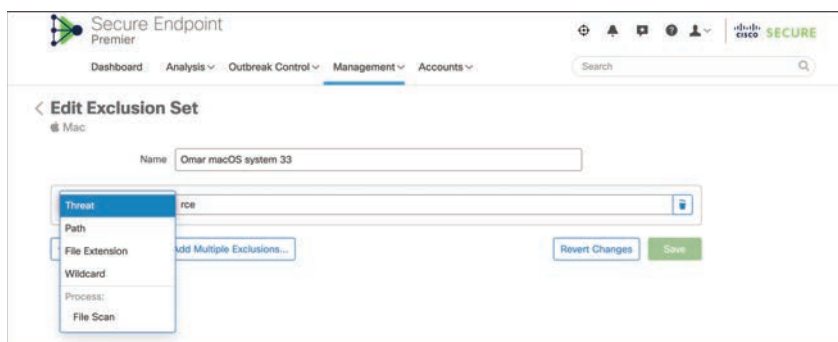 Secure Endpoint
Premier
CISCO SECURE
Dashboard Analysis Outbreak Control Management Accounts Search
Edit Exclusion Set
Mac
Name Omar macOS system 33
Threat rce
Path
File Extension Add Multiple Exclusions... Revert Changes Save
Wildcard
Process:
File Scan